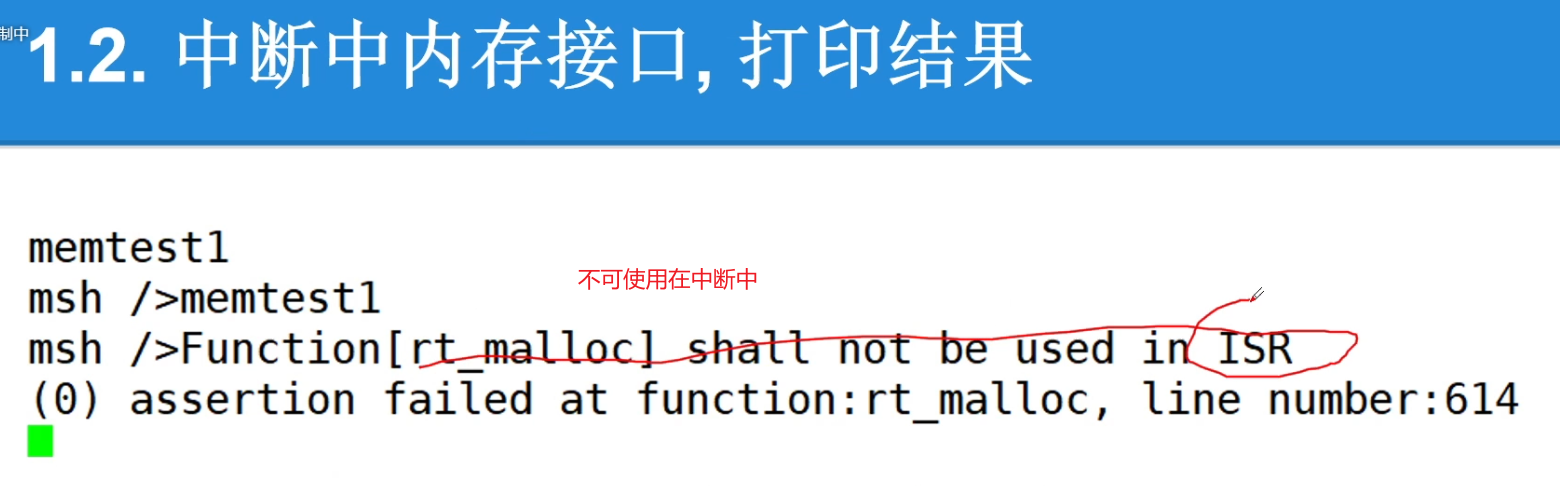 制中
1.2. 中断中内存接口, 打印结果
memtest1
不可使用在中断中
msh />memtest1
msh />Function[rt_malloc] shall not be used in ISR
(0) assertion failed at function:rt_malloc, line number:614